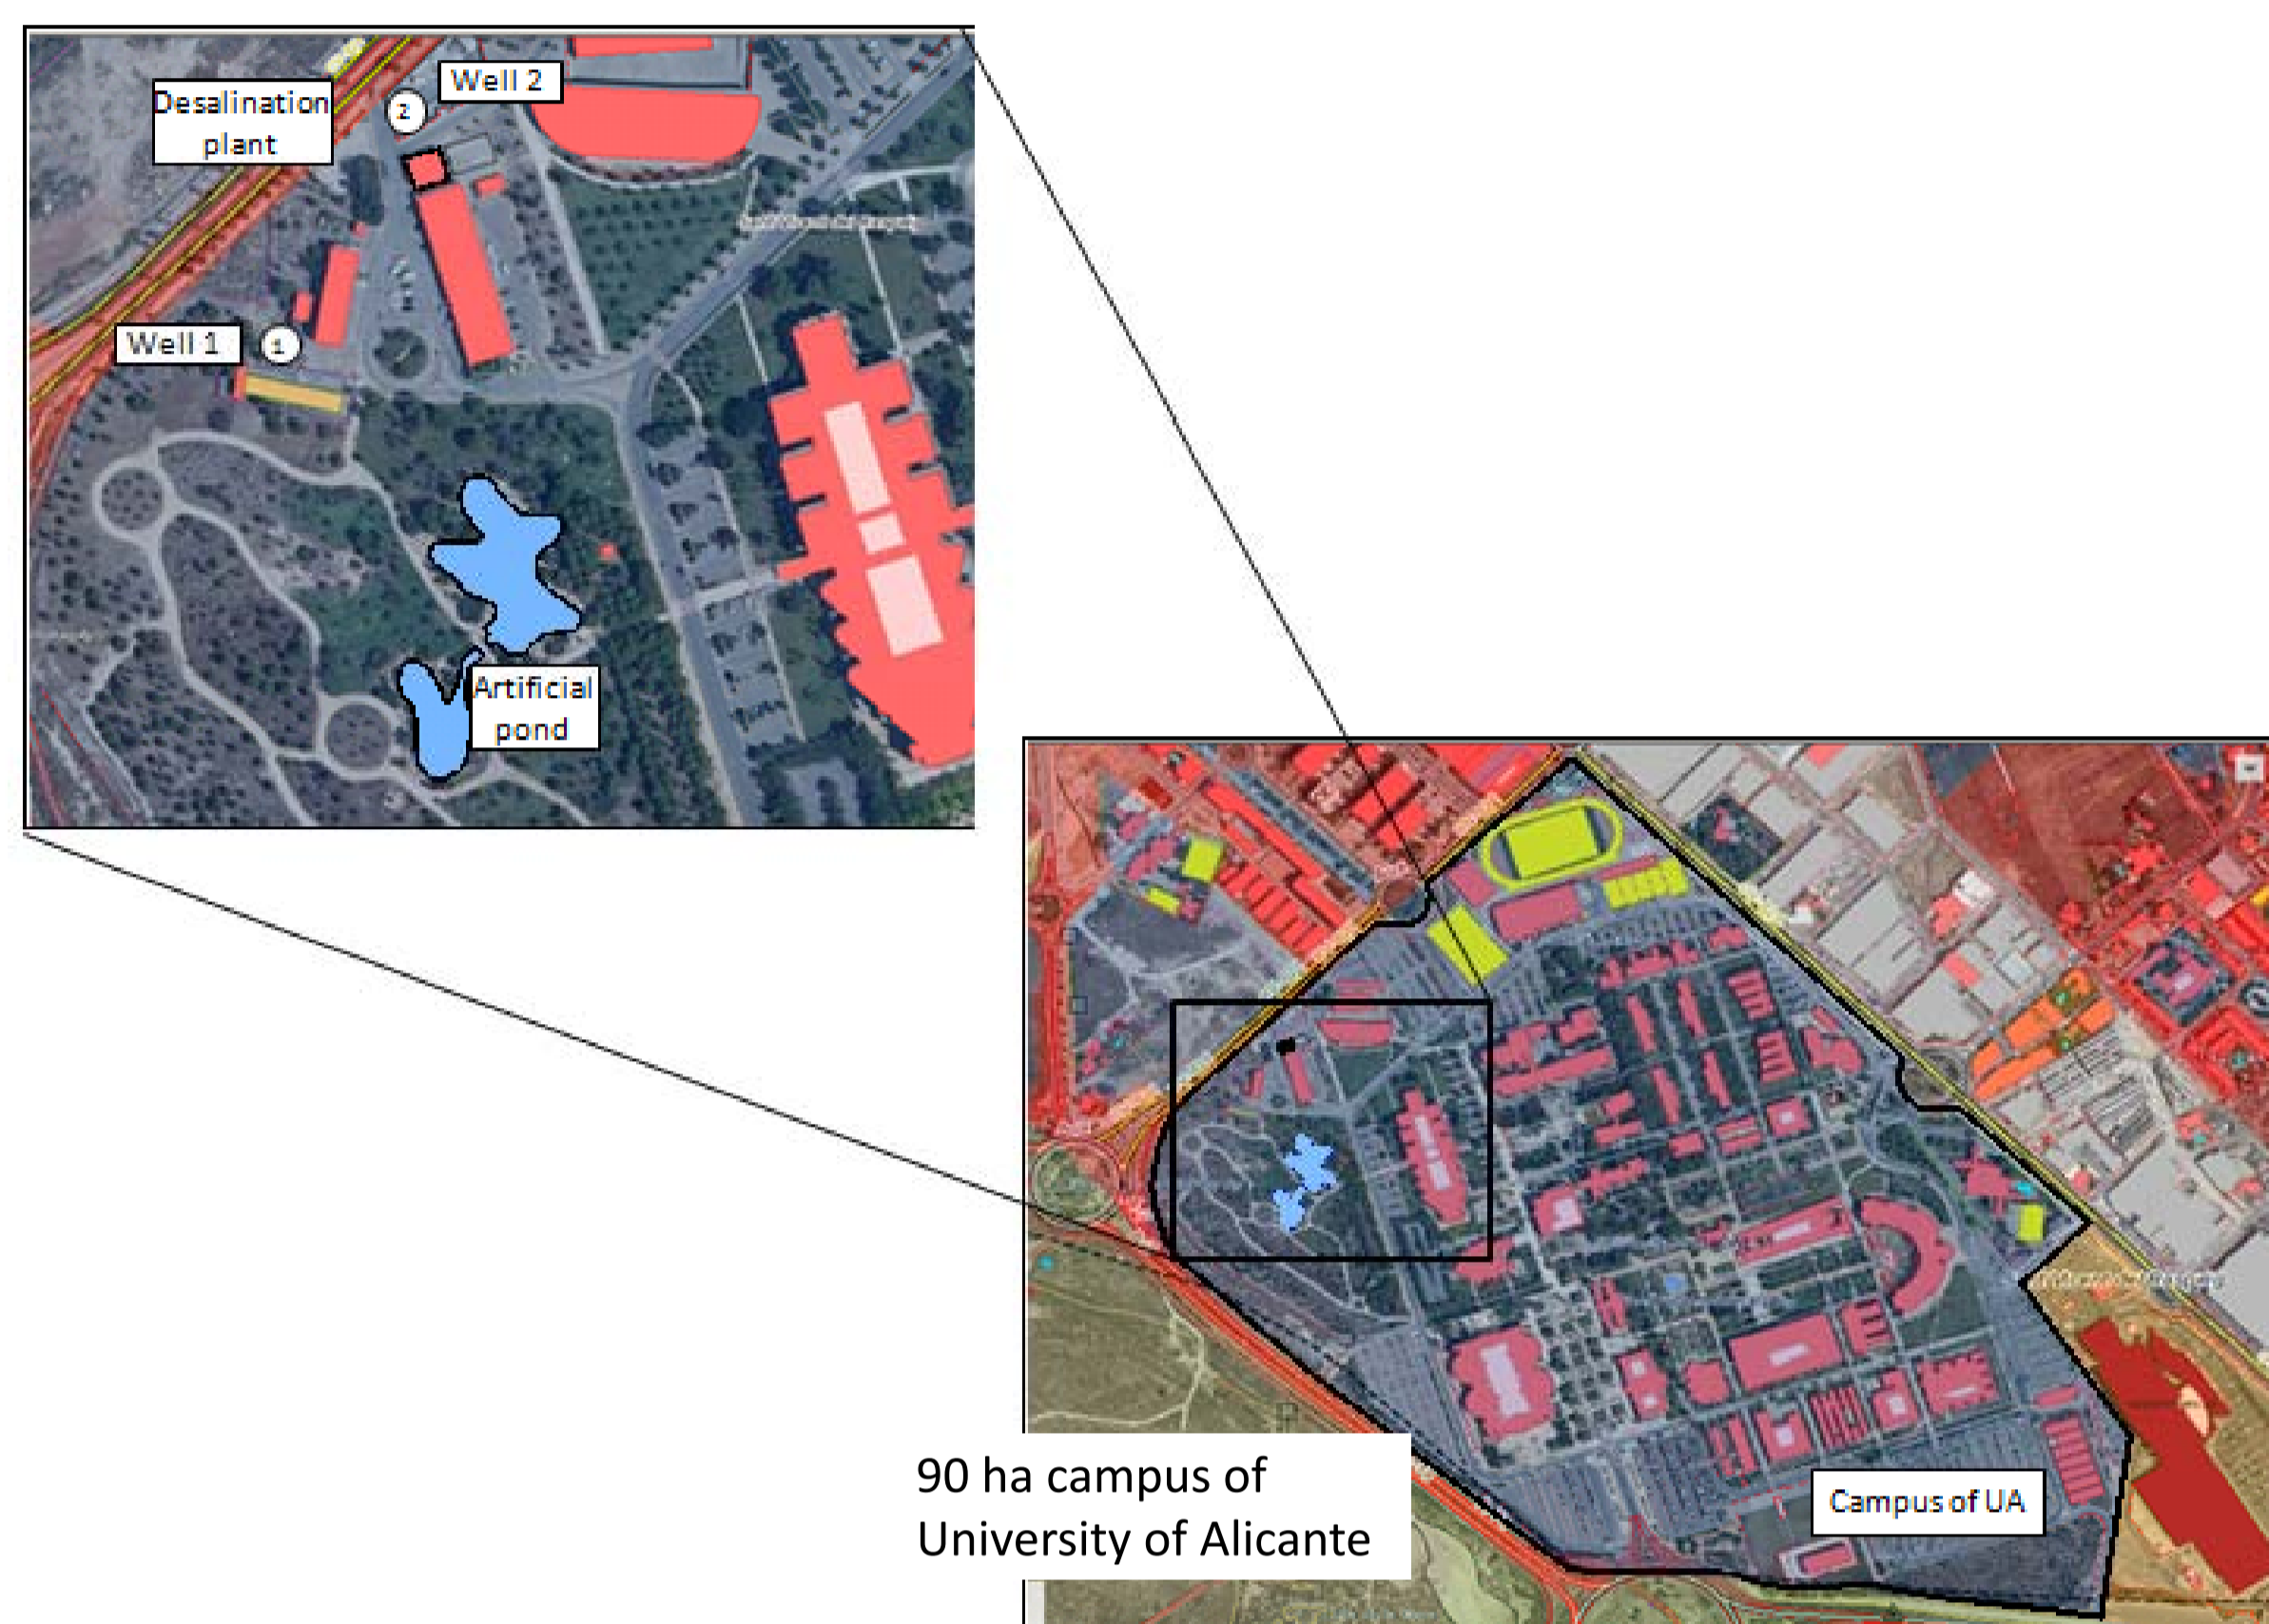 Well 2
2
Desalination
plant
Well 1
1
Artificial
pond
90 ha campus of
University of Alicante
Campus of UA